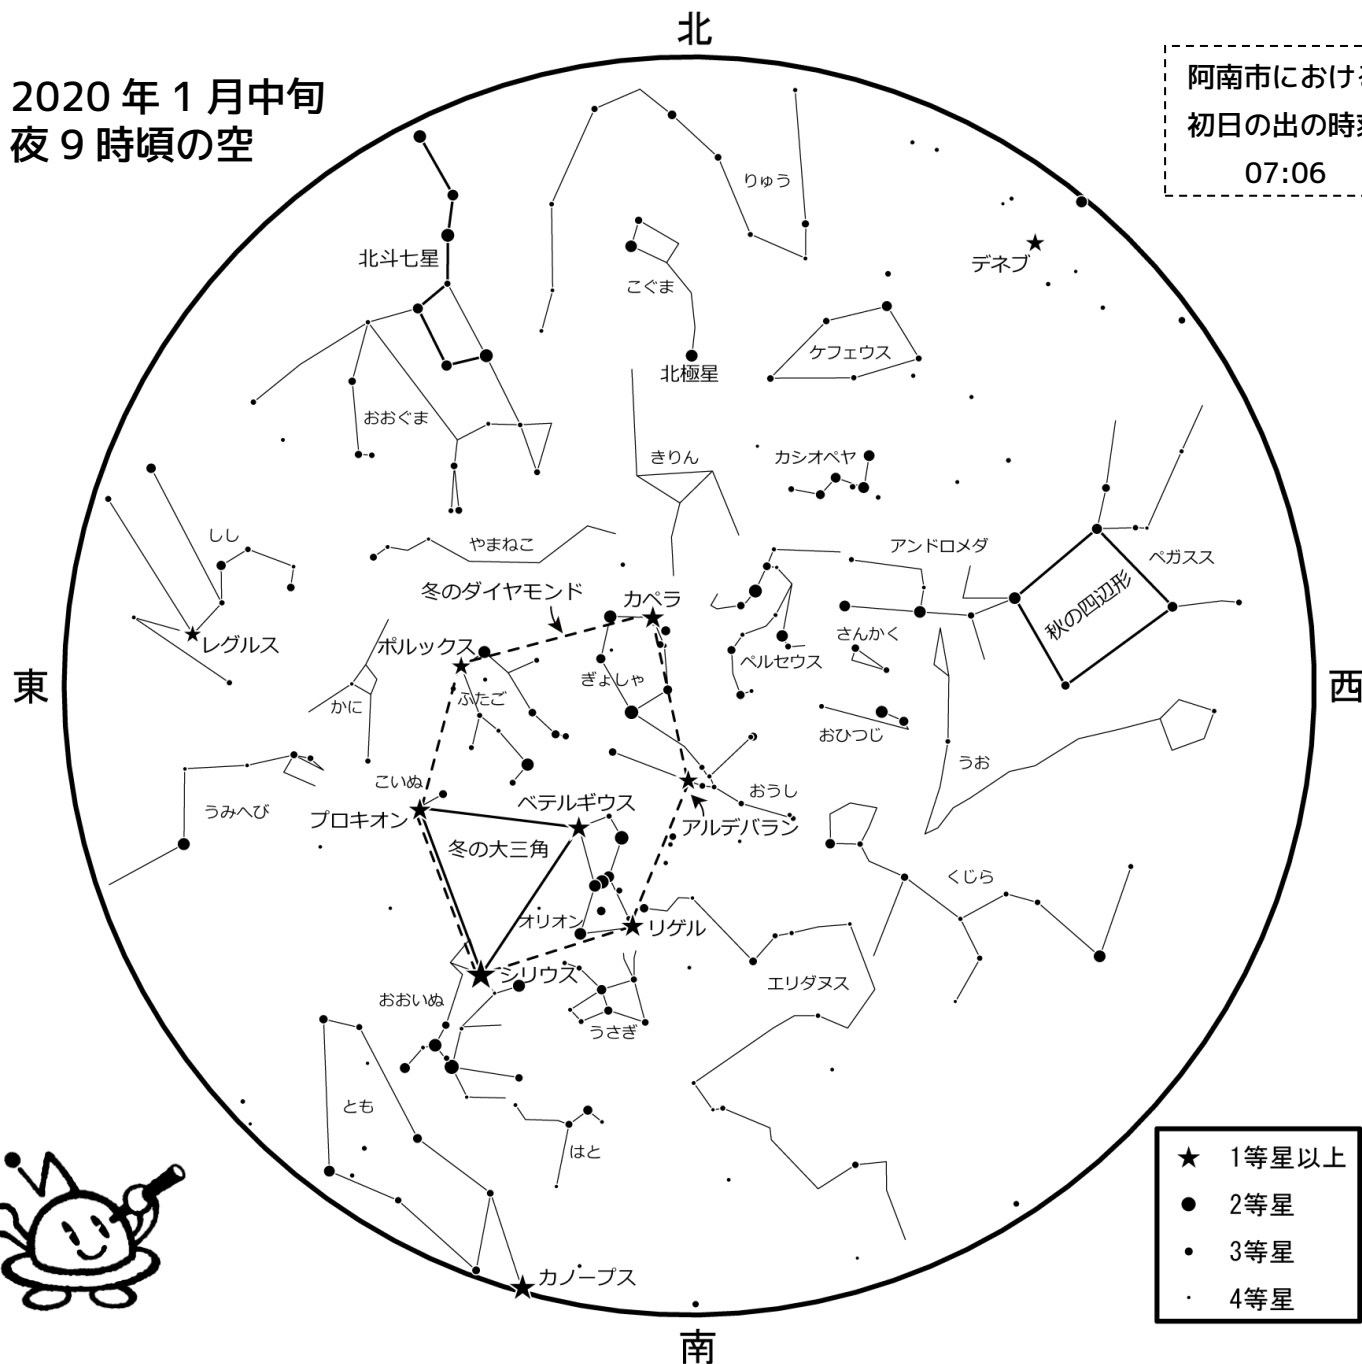 北
2020 年 1 月中旬
夜 9 時頃の空
阿南市におけ
初日の出の時
07:06
りゅう
デネブ
北斗七星
こぐま
ケフェウス
北極星
おおぐま
きりん
カシオペヤ
しし
やまねこ
アンドロメダ
ペガスス
冬のダイヤモンド
カペラ
秋の四辺形
レグルス
ポルックス
さんかく
ペルセウス
東
西
ぎょしゃ
ふたご
かに
おひつじ
うお
こいぬ
おうし
うみへび
プロキオン
ベテルギウス
アルデバラン
冬の大三角
くじら
オリオン
リゲル
シリウス
エリダヌス
おおいぬ
うさぎ
とも
はと
カノープス
南
★ 1等星以上
● 2等星
● 3等星
・ 4等星